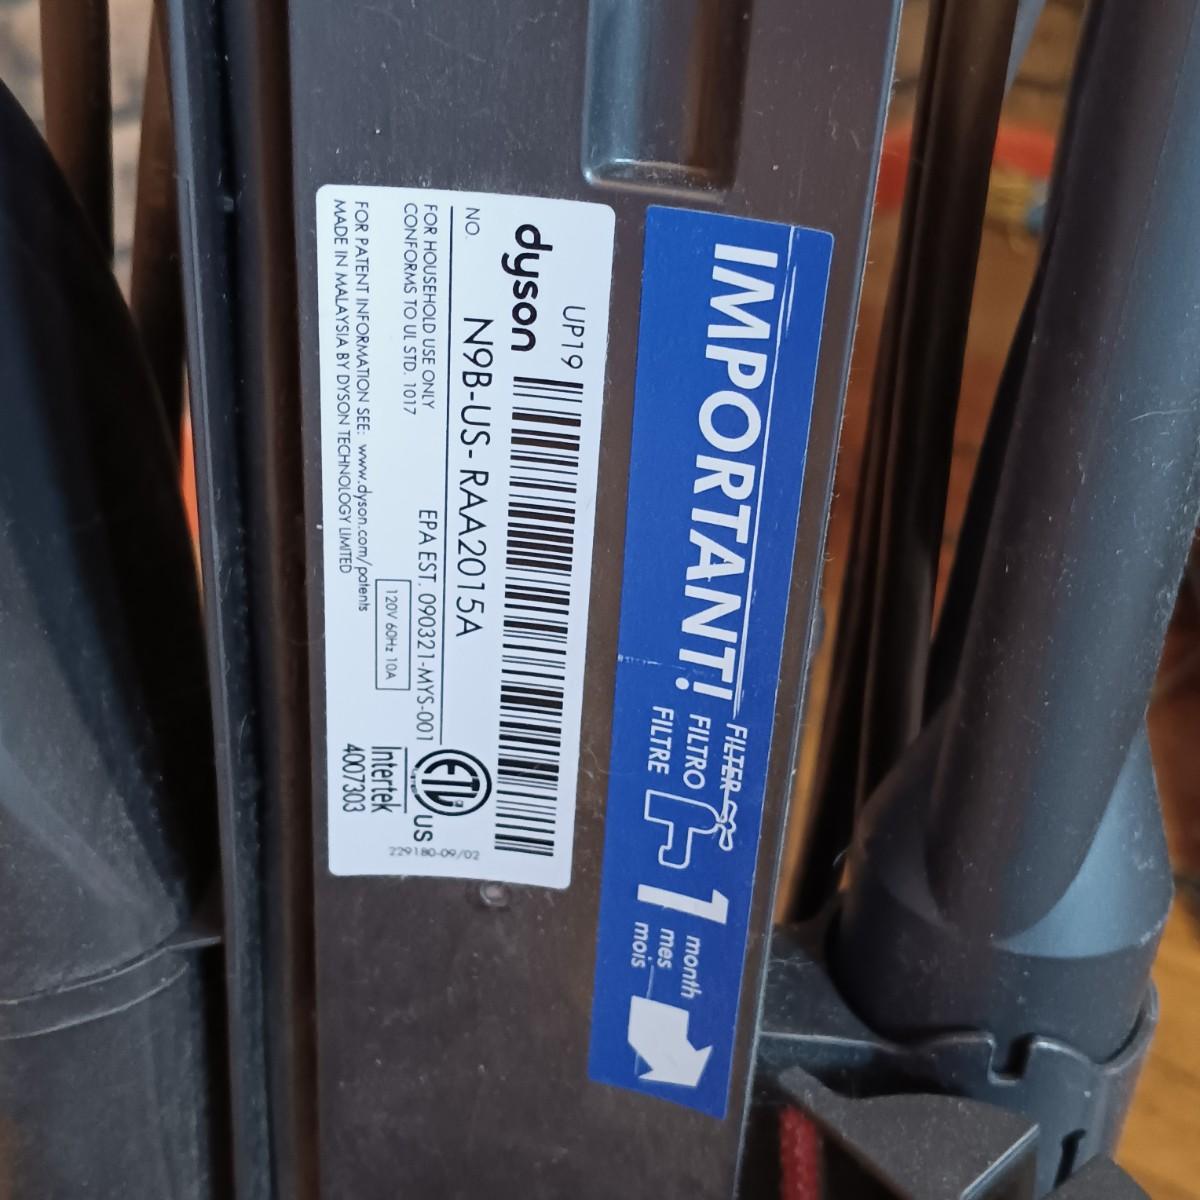 IMPORTANT!
FILTER
FILTRO
FILTRE
1
month
mes
mois
UP19
dyson
NO.
N9B-US-RAA2015A
FOR HOUSEHOLD USE ONLY
CONFORMS TO UL STD. 1017
EPA EST. 090321-MYS-001
120V 60Hz 10A
FOR PATENT INFORMATION SEE: www.dyson.com/patents
MADE IN MALAYSIA BY DYSON TECHNOLOGY LIMITED
ETL
US
Intertek
4007303
229180-09/02